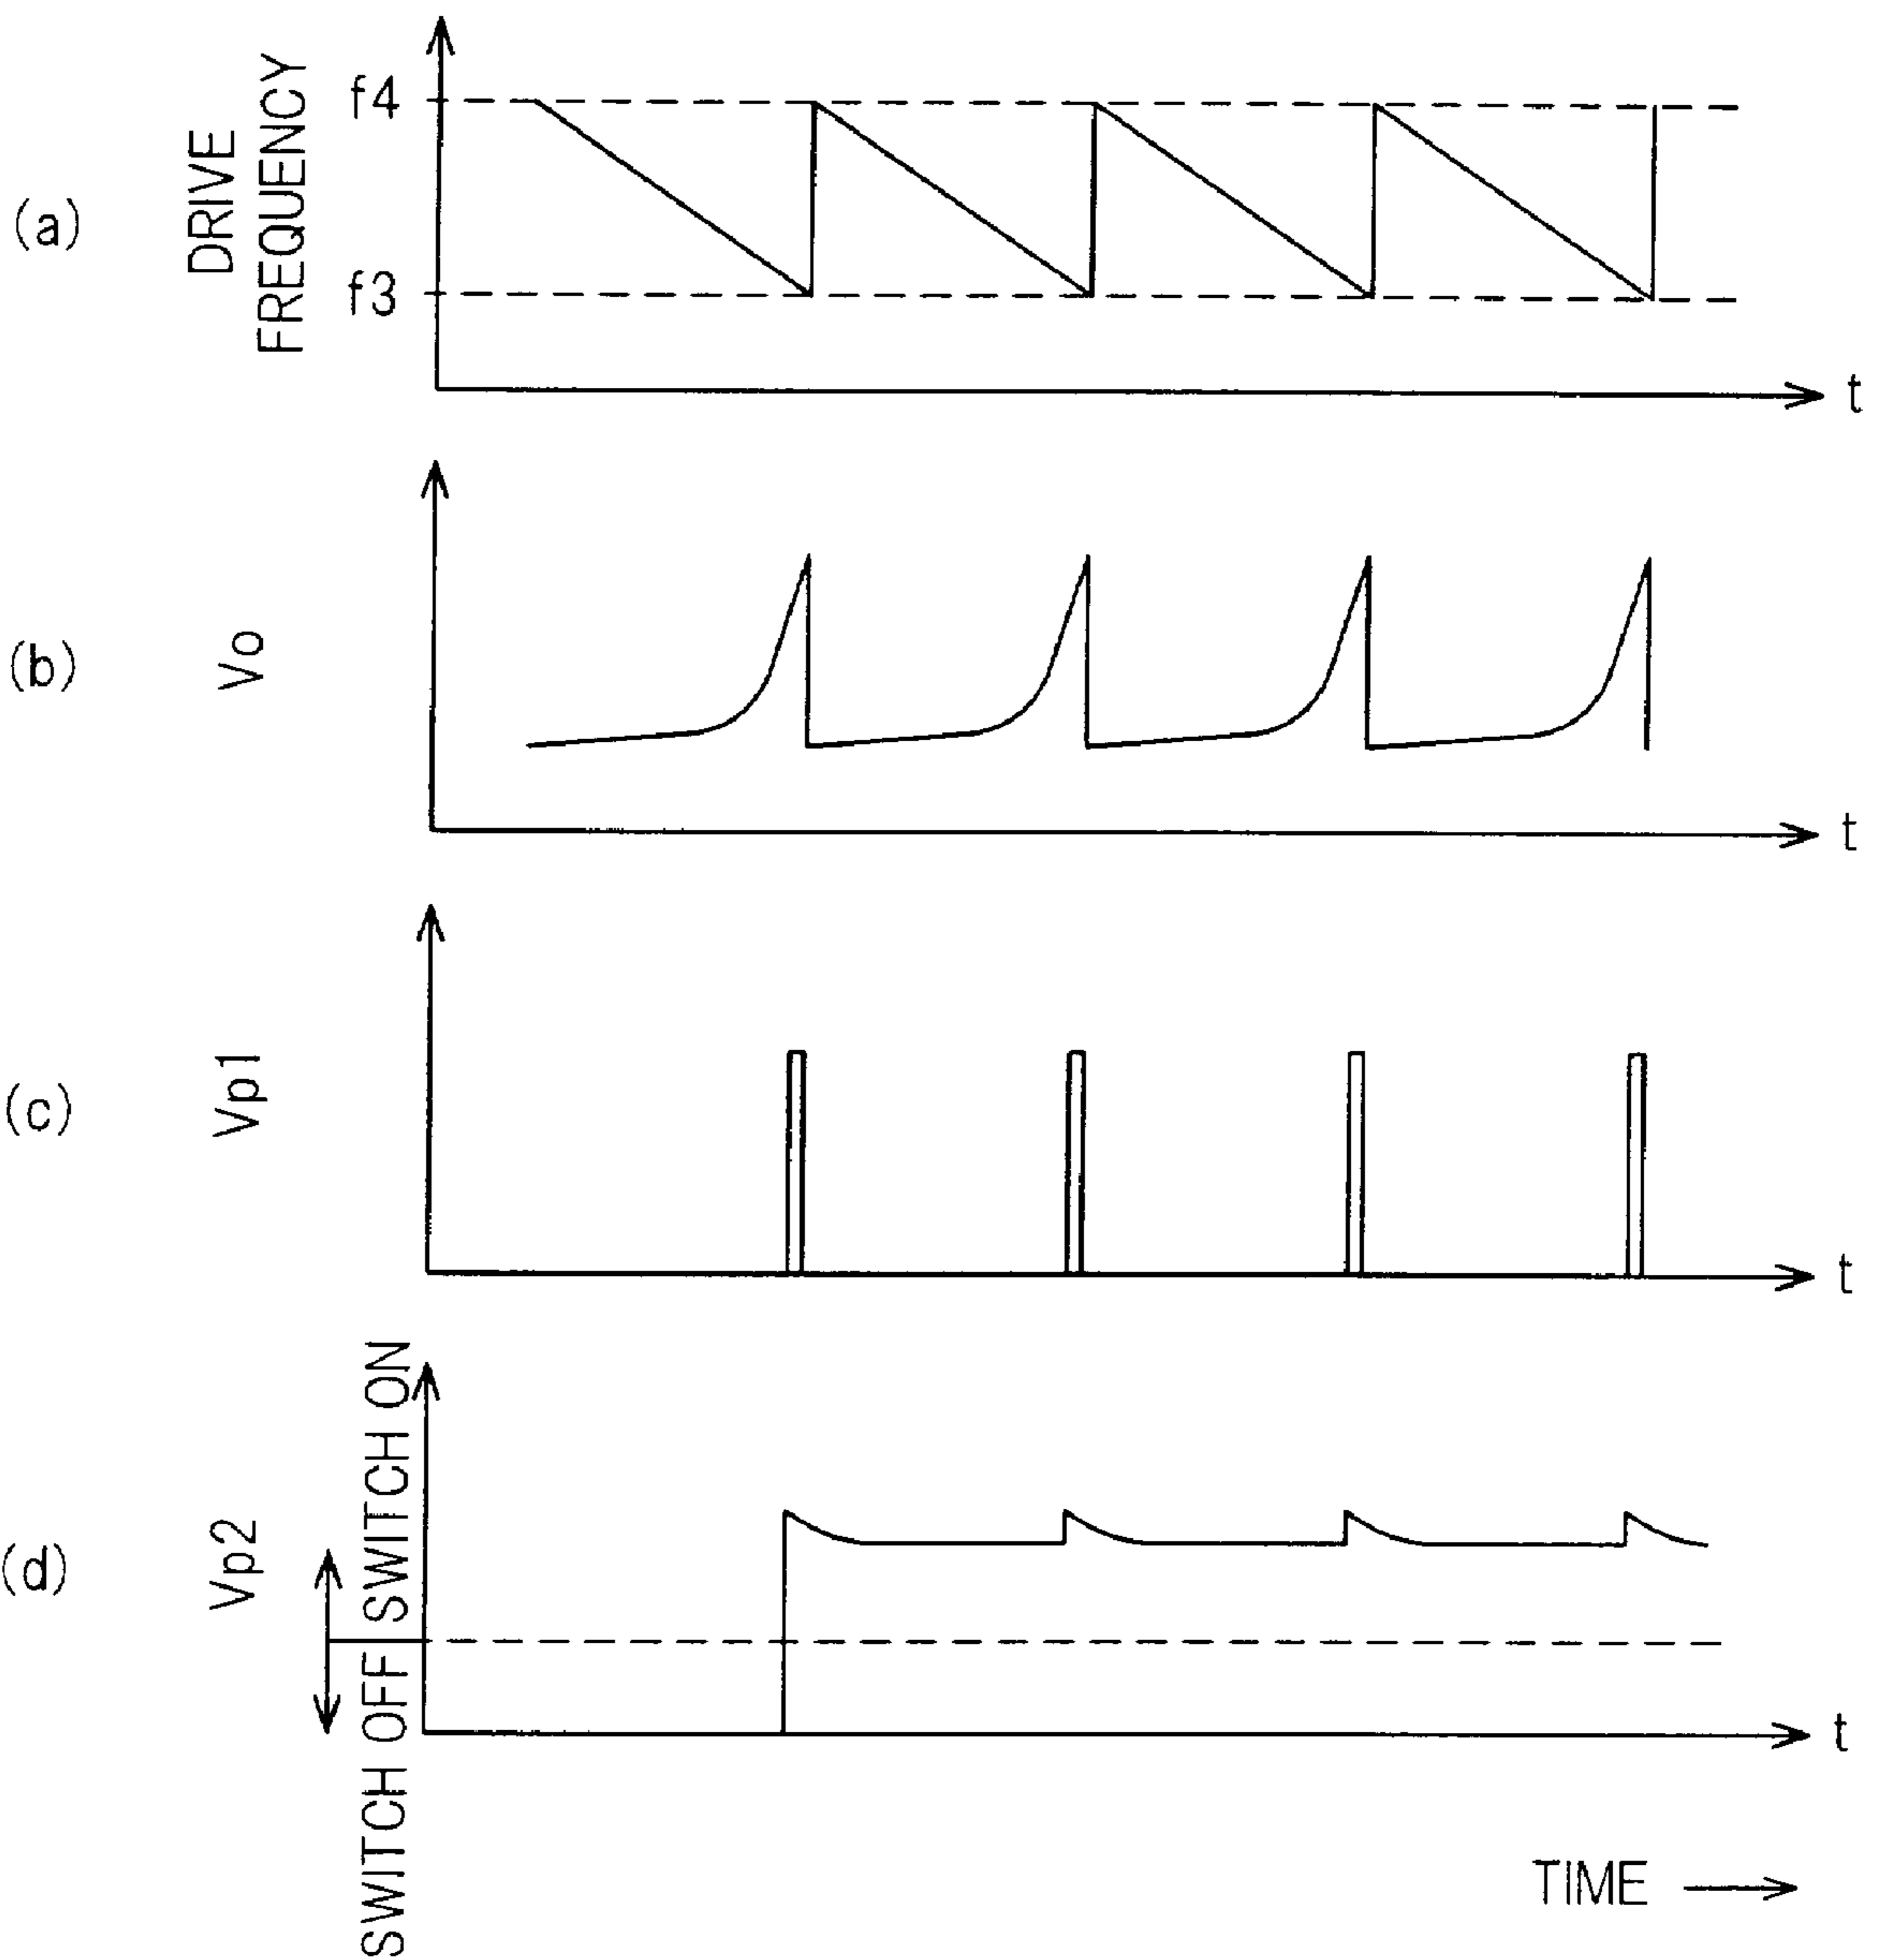 (a)
DRIVE
FREQUENCY
f4
f3
t
(b)
Vo
t
(c)
Vp1
t
(d)
Vp2
SWITCH OFF SWITCH ON
t
TIME